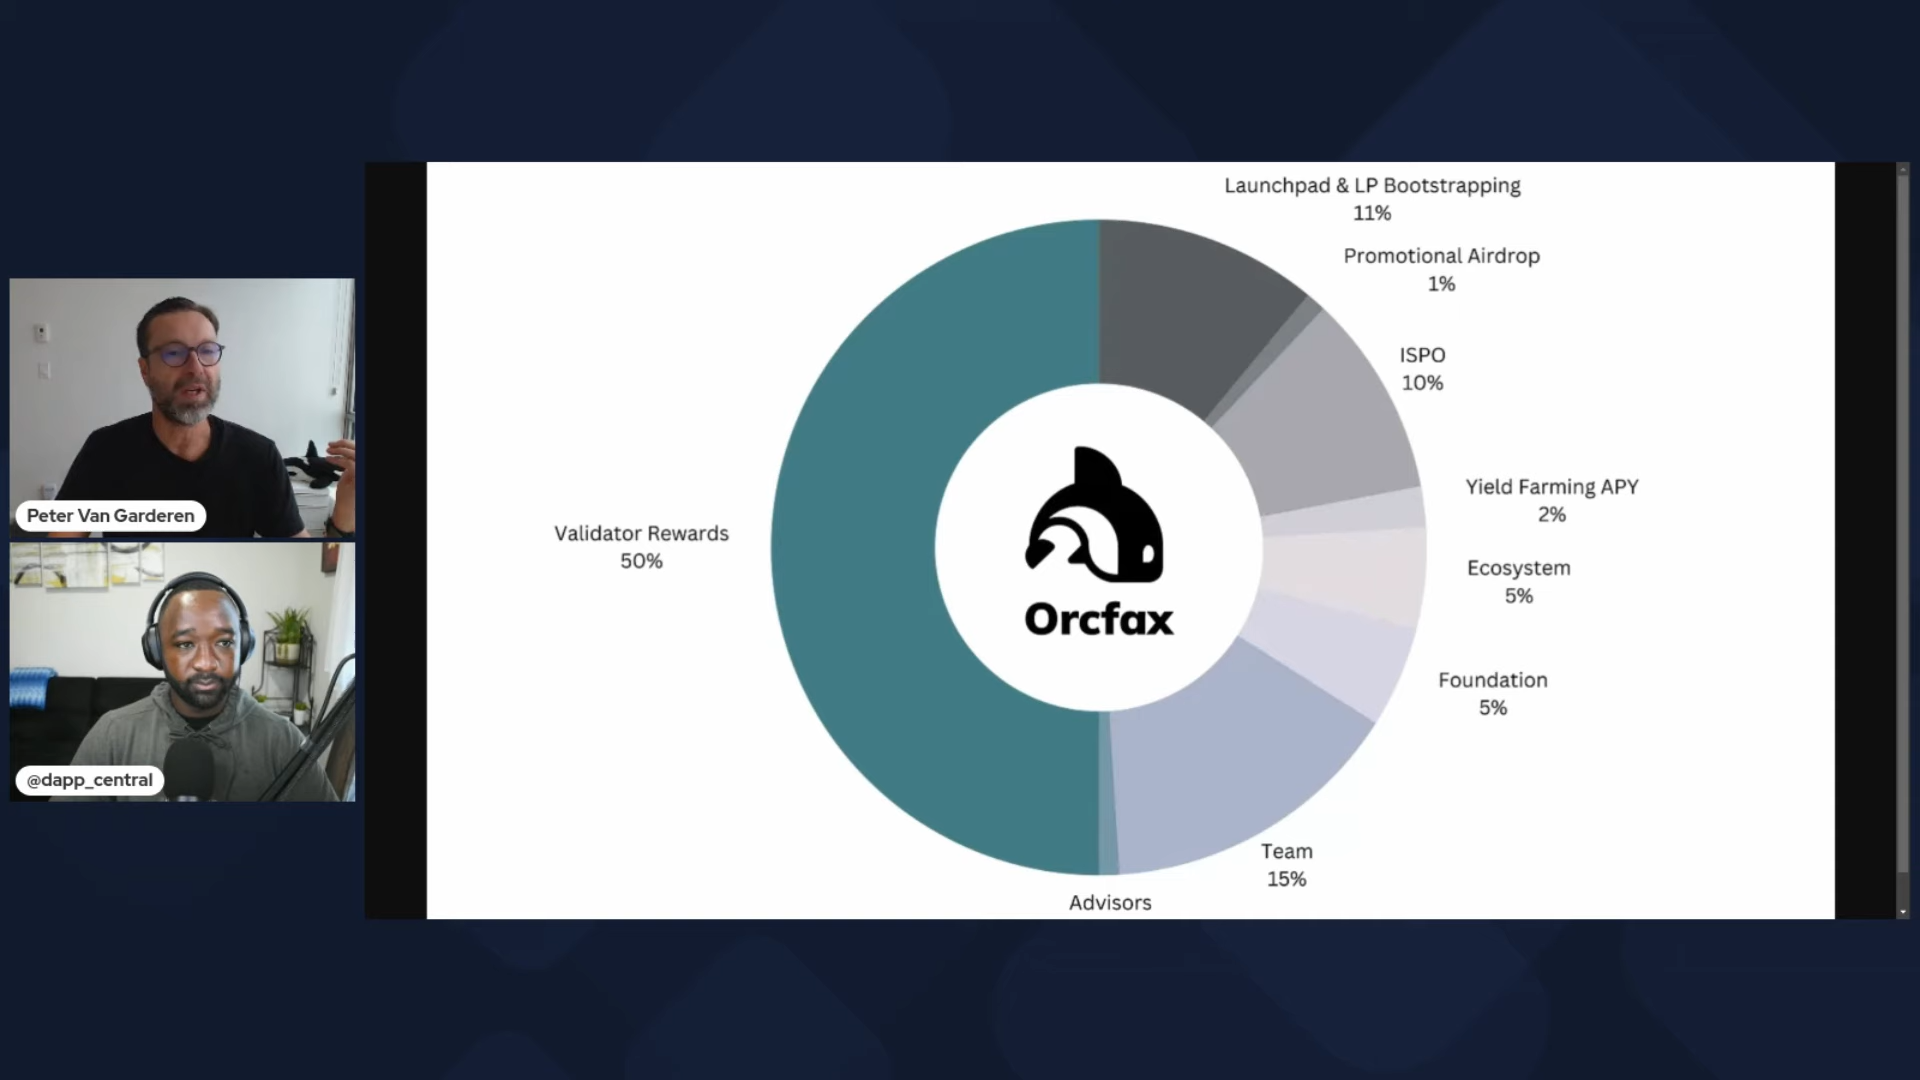 Launchpad & LP Bootstrapping
11%
Promotional Airdrop
1%
ISPO
10%
Yield Farming APY
2%
Ecosystem
5%
Foundation
5%
Team
15%
Advisors
Validator Rewards
50%
Orcfax
Peter Van Garderen
@dapp_central